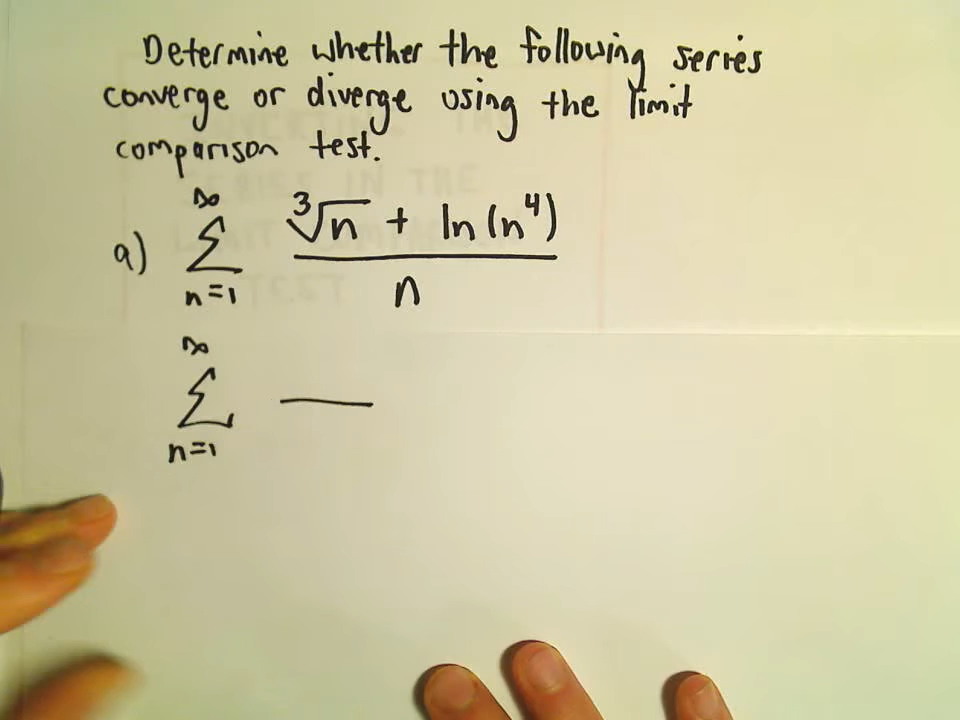 Determine whether the following series
converge or diverge using the limit
comparison test.
a) ∞ ∑ n=1 (∛n + ln(n⁴)) / n
∞ ∑ n=1 —